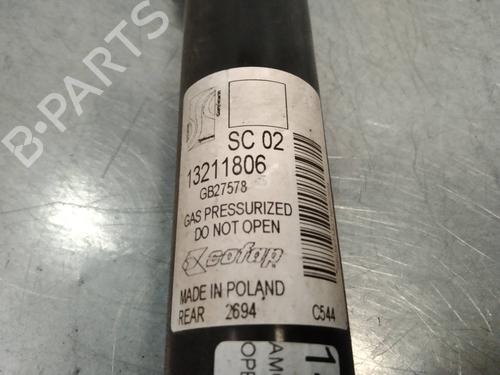 SC 02
13211806
GB27578
GAS PRESSURIZED
DO NOT OPEN
cofap
MADE IN POLAND
REAR 2694 C544
B-PARTS